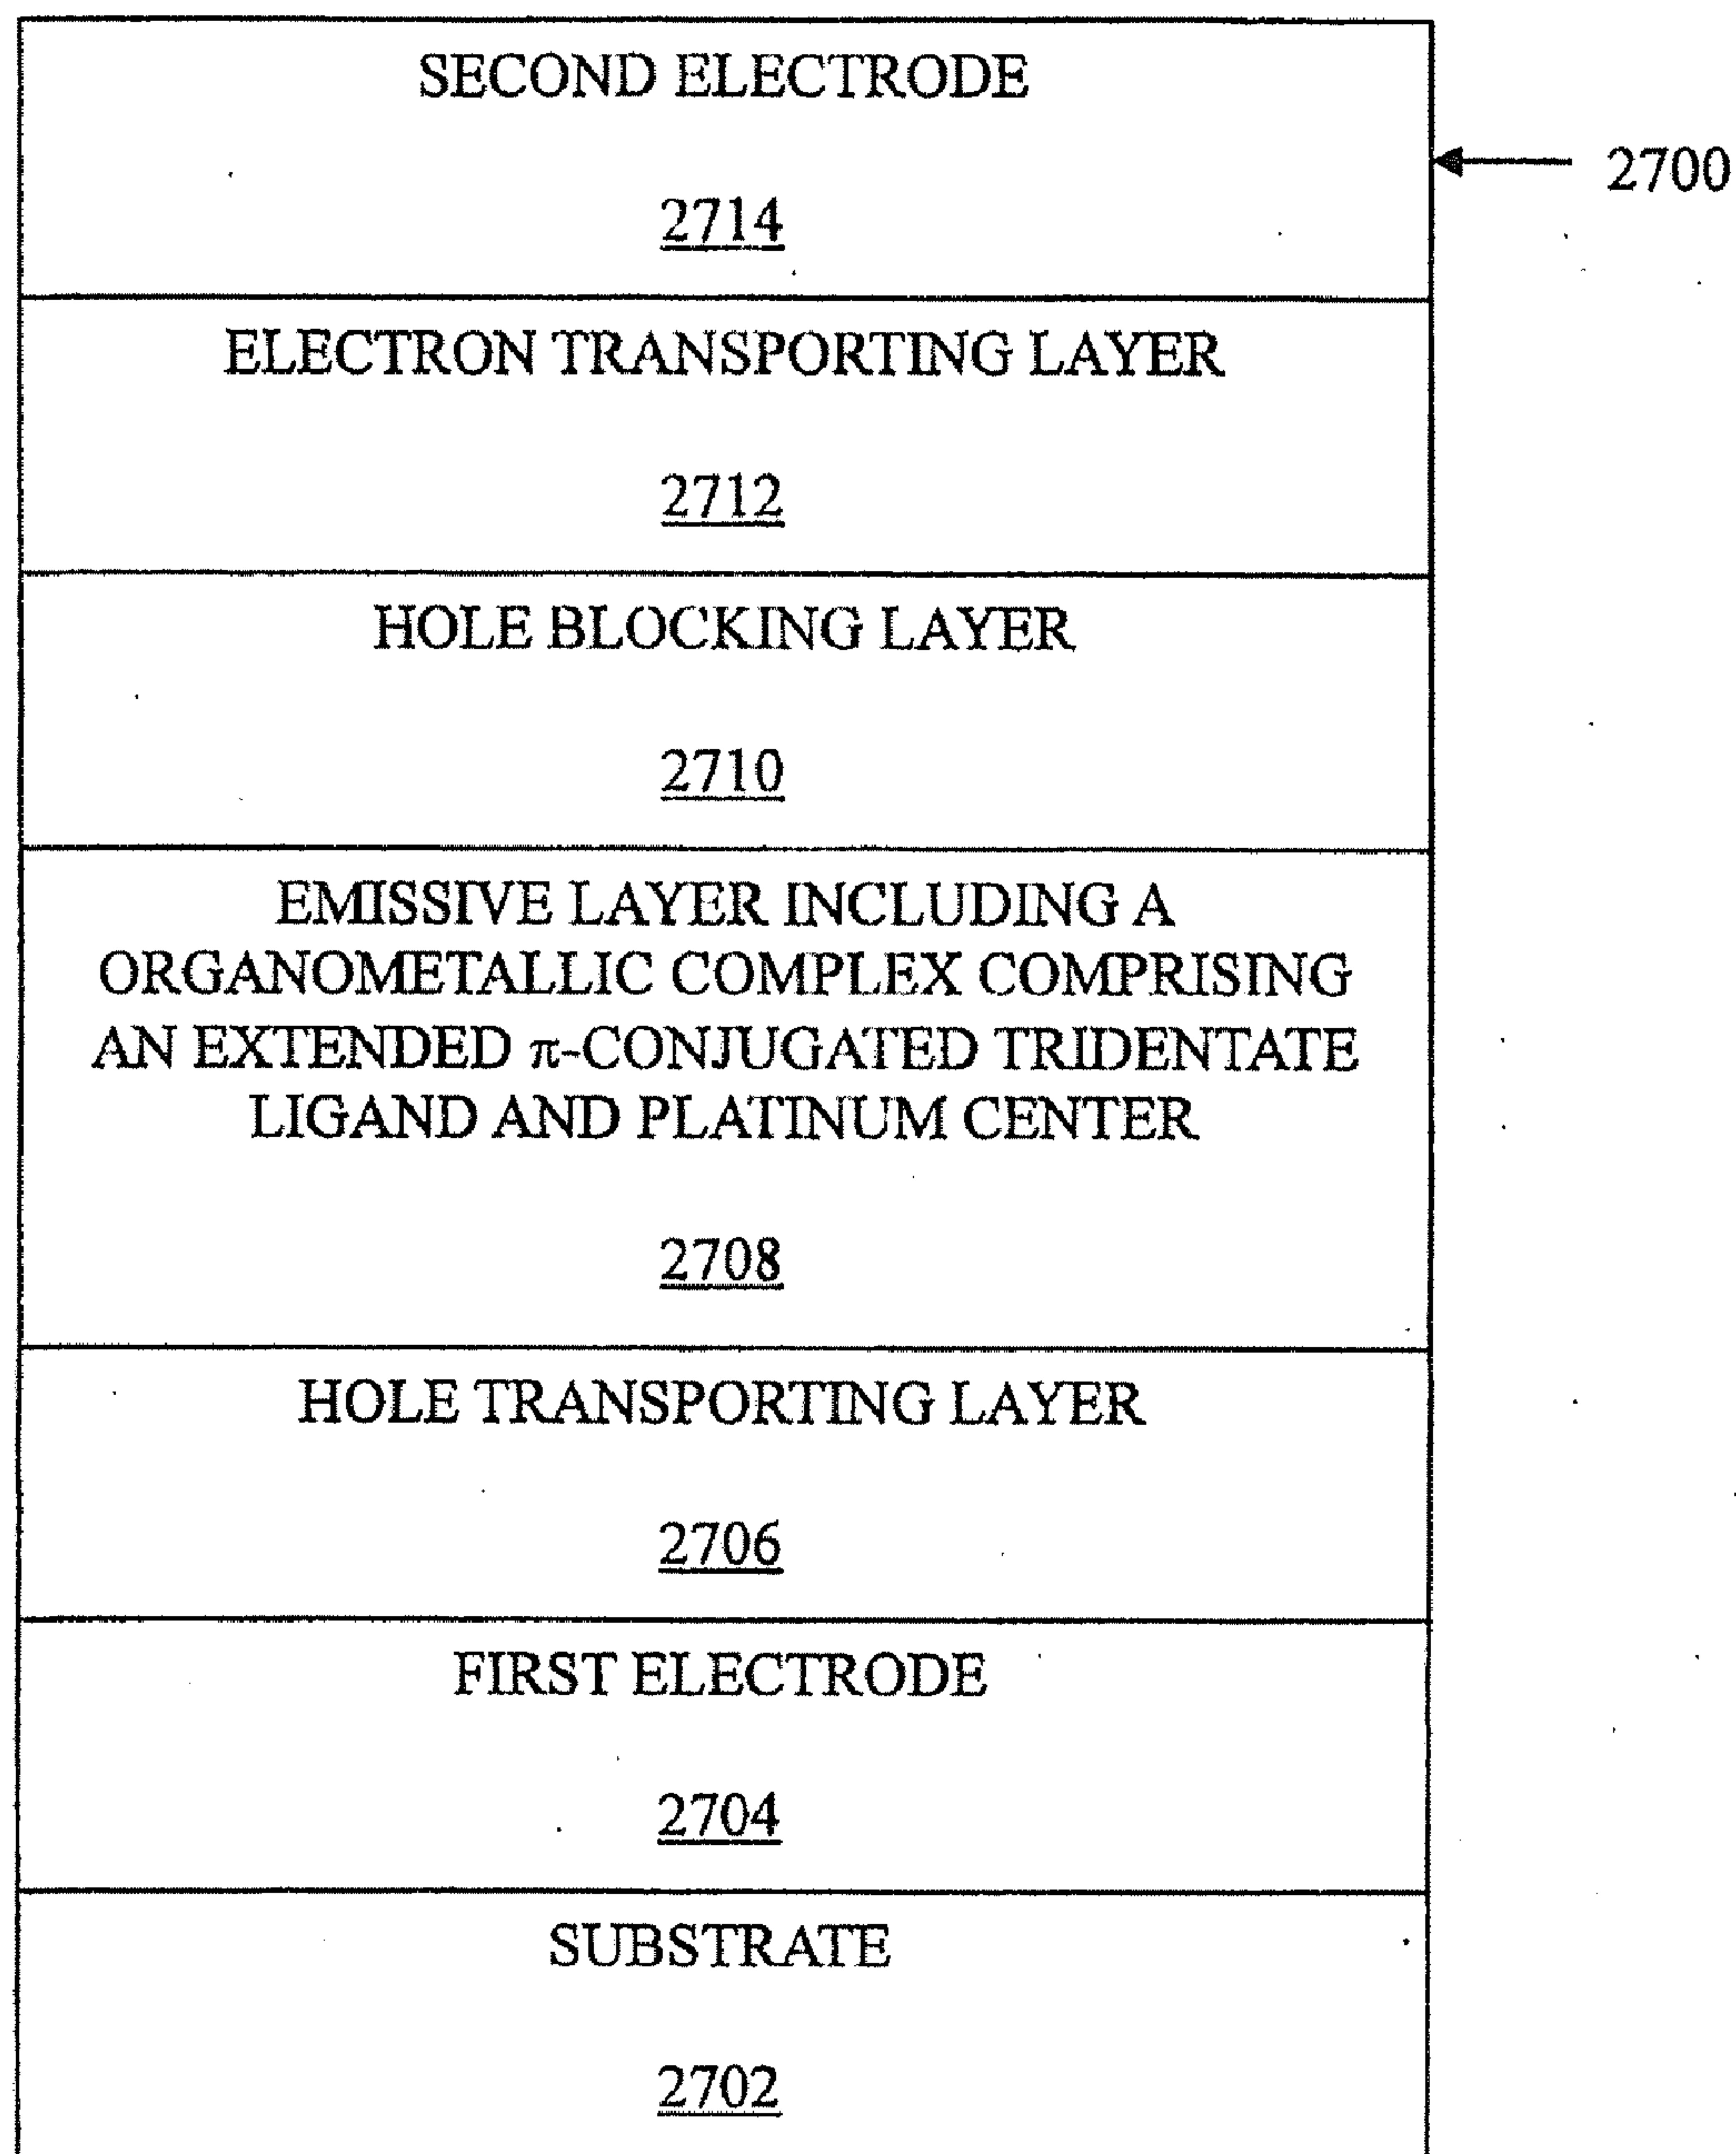 SECOND ELECTRODE
2700
2714
ELECTRON TRANSPORTING LAYER
2712
HOLE BLOCKING LAYER
2710
EMISSIVE LAYER INCLUDING A
ORGANOMETALLIC COMPLEX COMPRISING
AN EXTENDED π-CONJUGATED TRIDENTATE
LIGAND AND PLATINUM CENTER
2708
HOLE TRANSPORTING LAYER
2706
FIRST ELECTRODE
2704
SUBSTRATE
2702